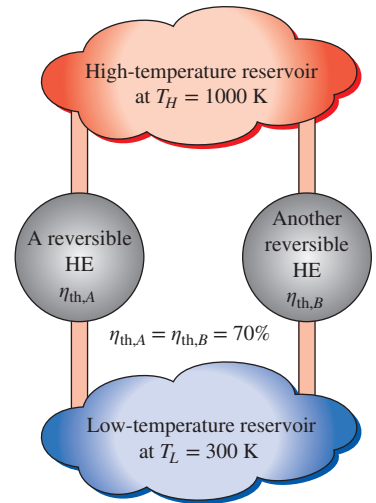 High-temperature reservoir
at T_H = 1000 K
A reversible
HE
η_th,A
Another
reversible
HE
η_th,B
η_th,A = η_th,B = 70%
Low-temperature reservoir
at T_L = 300 K